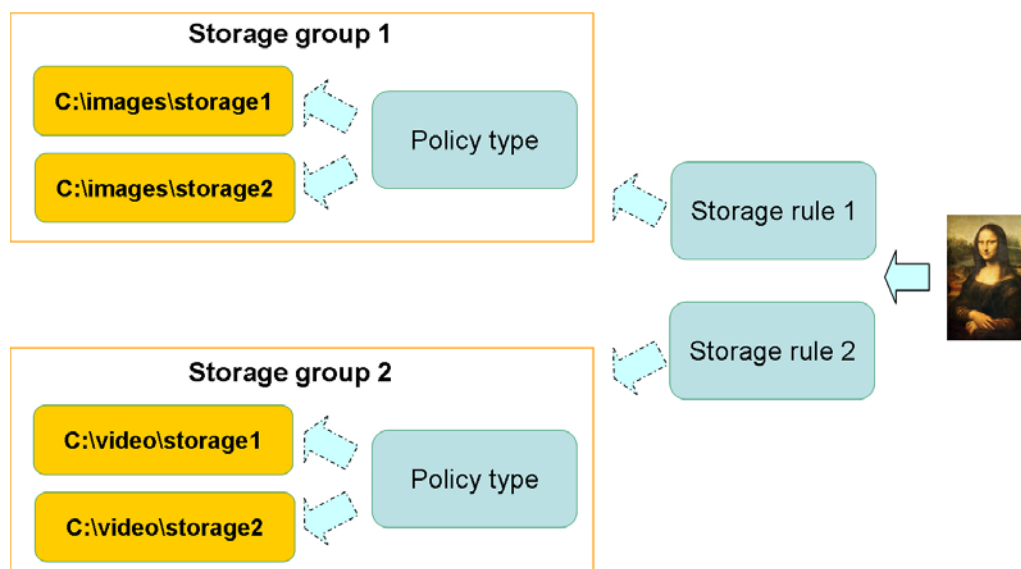 Storage group 1
C:\images\storage1
C:\images\storage2
Policy type
Storage rule 1
Storage rule 2
Storage group 2
C:\video\storage1
C:\video\storage2
Policy type